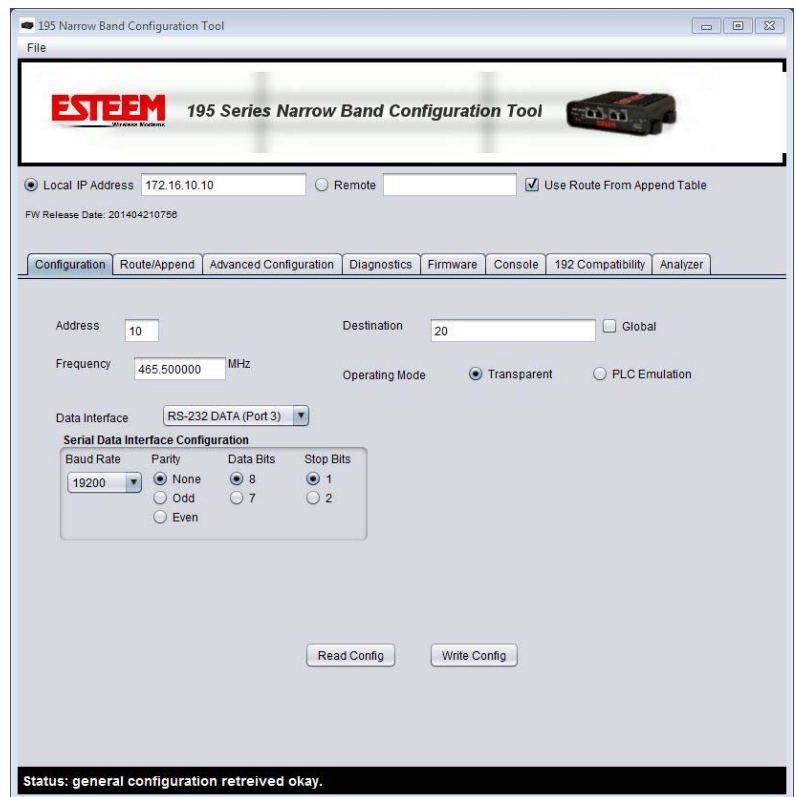 195 Narrow Band Configuration Tool
File
ESTEEM
Wireless Modems
195 Series Narrow Band Configuration Tool
Local IP Address 172.16.10.10 Remote Use Route From Append Table
FW Release Date: 201404210756
Configuration Route/Append Advanced Configuration Diagnostics Firmware Console 192 Compatibility Analyzer
Address 10 Destination 20 Global
Frequency 465.500000 MHz Operating Mode Transparent PLC Emulation
Data Interface RS-232 DATA (Port 3)
Serial Data Interface Configuration
Baud Rate Parity Data Bits Stop Bits
19200 None 8 1
Odd 7 2
Even
Read Config Write Config
Status: general configuration retreived okay.